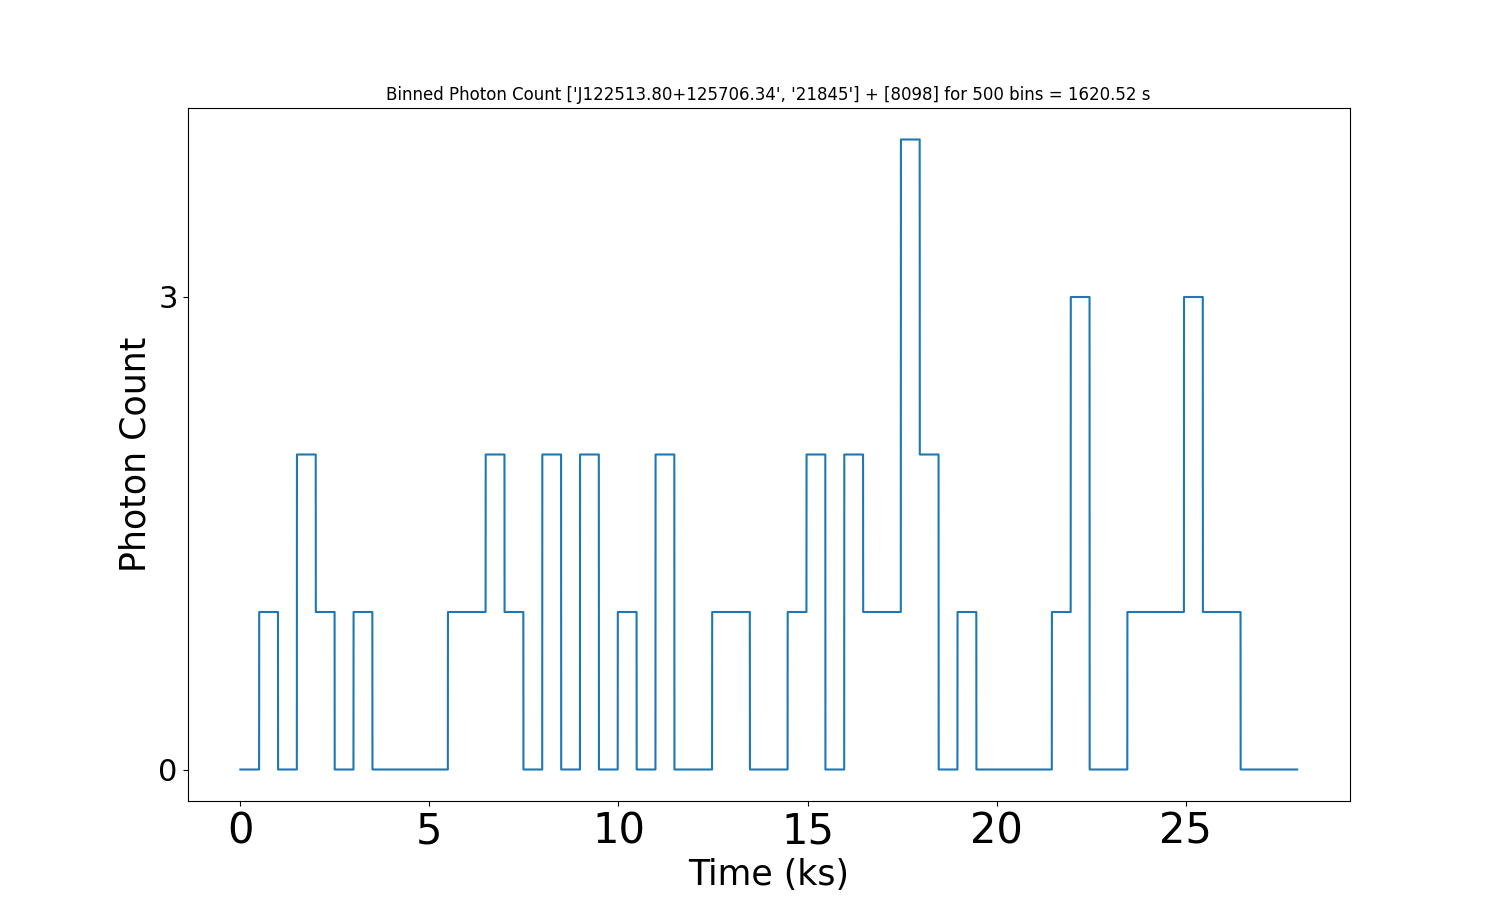 Binned Photon Count ['J122513.80+125706.34', '21845'] + [8098] for 500 bins = 1620.52 s
3
0
Photon Count
0 5 10 15 20 25
Time (ks)